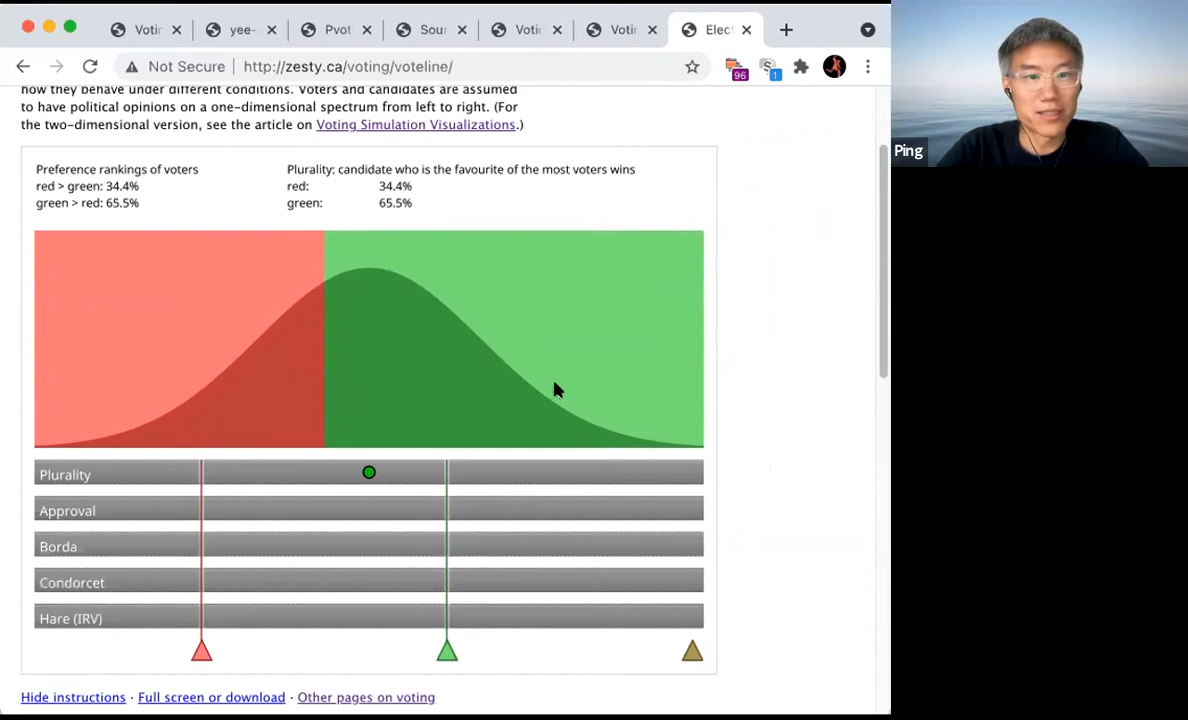 Votir
yee-
Pvot
Sour
Votir
Votir
Elect
Not Secure
http://zesty.ca/voting/voteline/
96
1
how they behave under different conditions. Voters and candidates are assumed
to have political opinions on a one-dimensional spectrum from left to right. (For
the two-dimensional version, see the article on Voting Simulation Visualizations.)
Ping
Preference rankings of voters
red > green: 34.4%
green > red: 65.5%
Plurality: candidate who is the favourite of the most voters wins
red: 34.4%
green: 65.5%
Plurality
Approval
Borda
Condorcet
Hare (IRV)
Hide instructions · Full screen or download · Other pages on voting